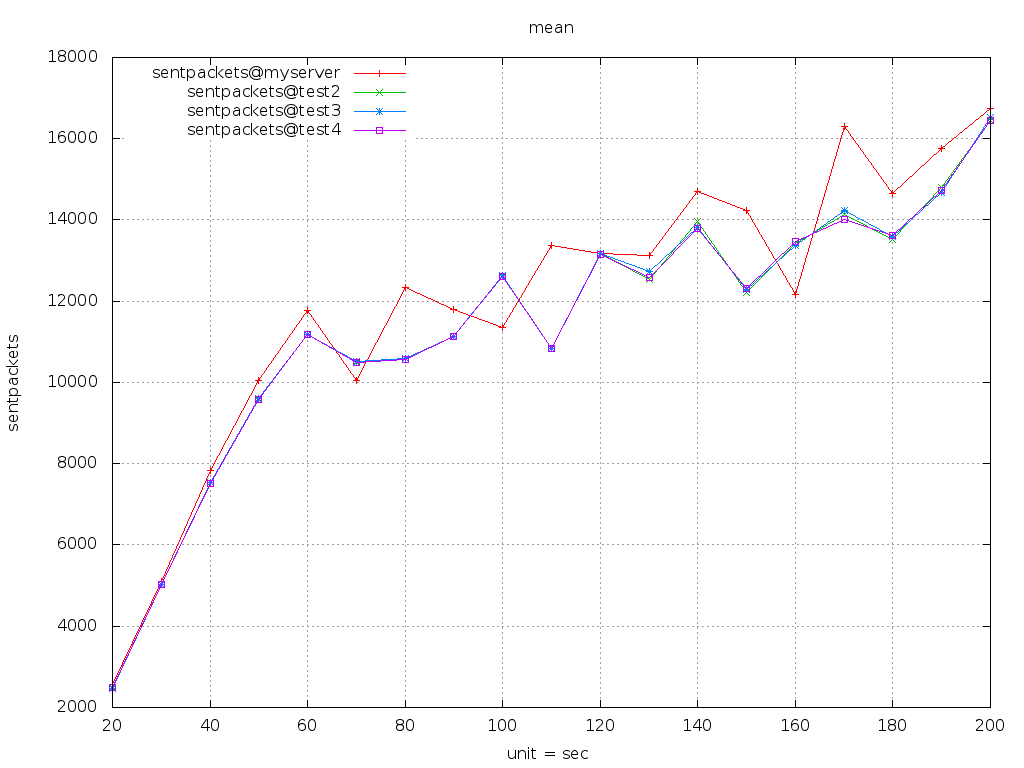 mean
18000
16000
14000
12000
10000
8000
6000
4000
2000
sentpackets
sentpackets@myserver
sentpackets@test2
sentpackets@test3
sentpackets@test4
20 40 60 80 100 120 140 160 180 200
unit = sec